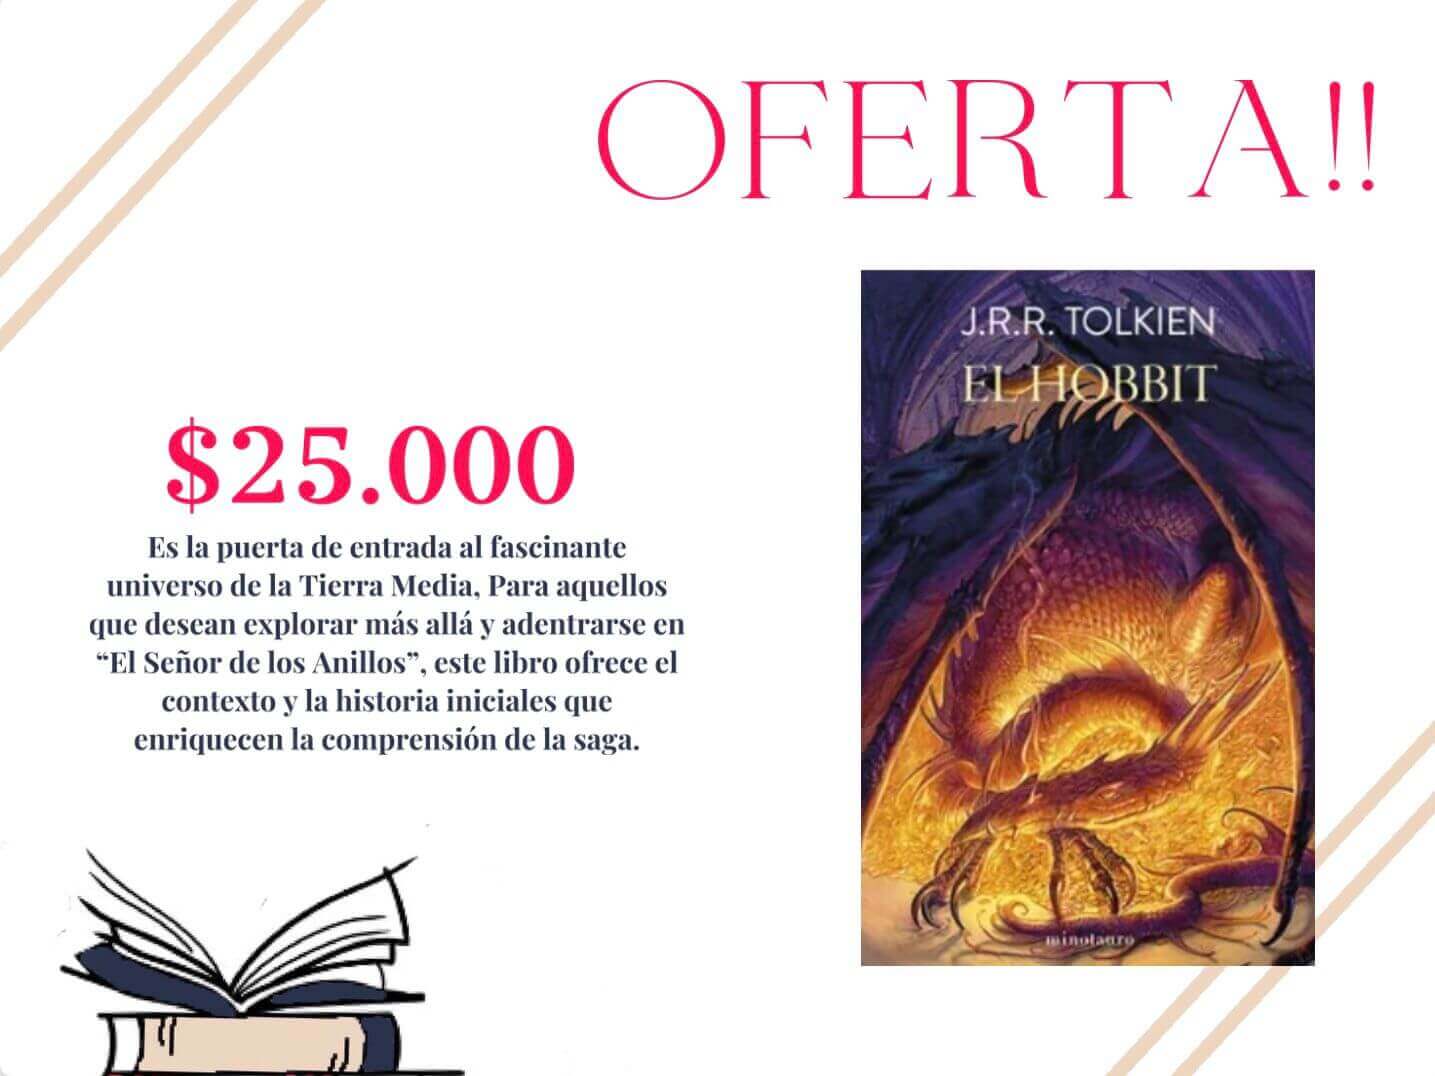 OFERTA!!
J.R.R. TOLKIEN
EL HOBBIT
minotauro
$25.000
Es la puerta de entrada al fascinante
universo de la Tierra Media, Para aquellos
que desean explorar más allá y adentrarse en
“El Señor de los Anillos”, este libro ofrece el
contexto y la historia iniciales que
enriquecen la comprensión de la saga.